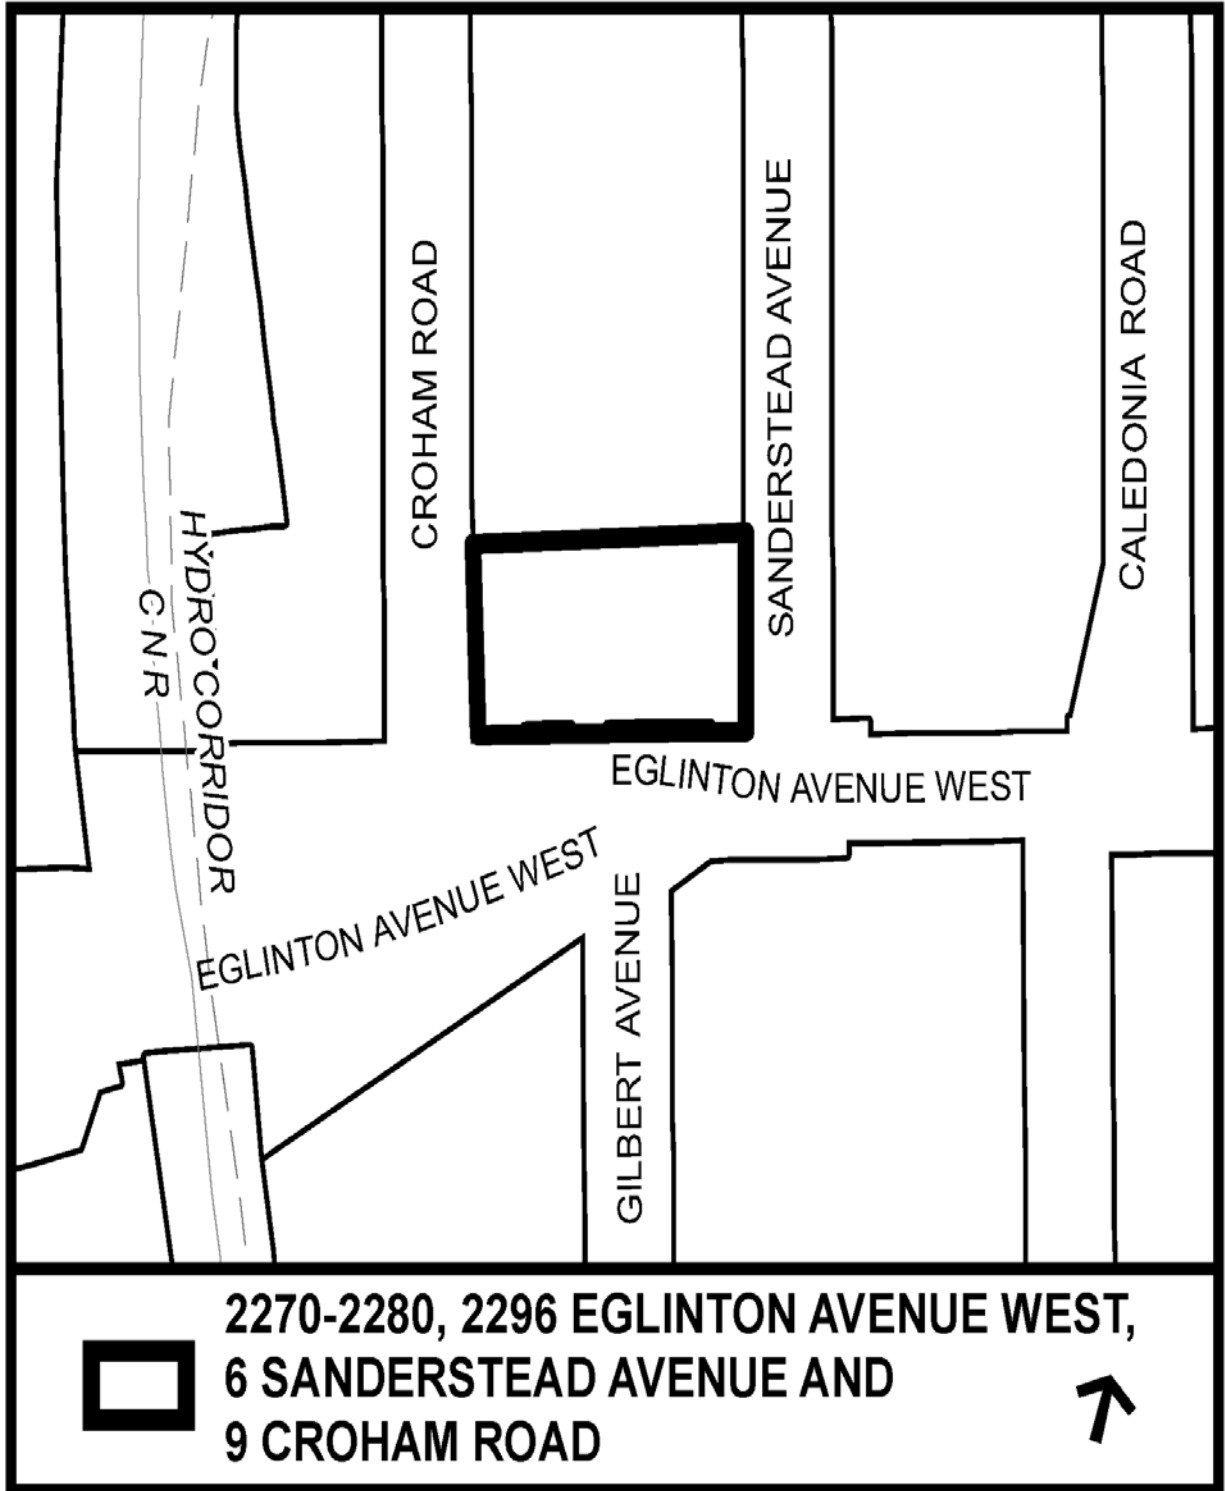 CROHAM ROAD
SANDERSTEAD AVENUE
CALEDONIA ROAD
HYDRO CORRIDOR
C N R
EGLINTON AVENUE WEST
EGLINTON AVENUE WEST
GILBERT AVENUE
2270-2280, 2296 EGLINTON AVENUE WEST,
6 SANDERSTEAD AVENUE AND
9 CROHAM ROAD